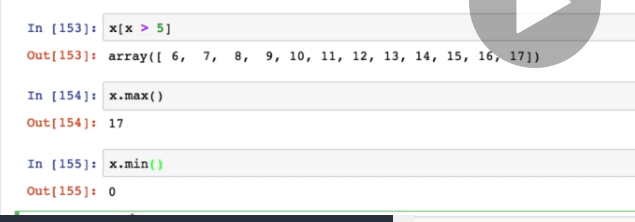 In [153]: x[x > 5]
Out[153]: array([ 6,  7,  8,  9, 10, 11, 12, 13, 14, 15, 16, 17])
In [154]: x.max()
Out[154]: 17
In [155]: x.min()
Out[155]: 0